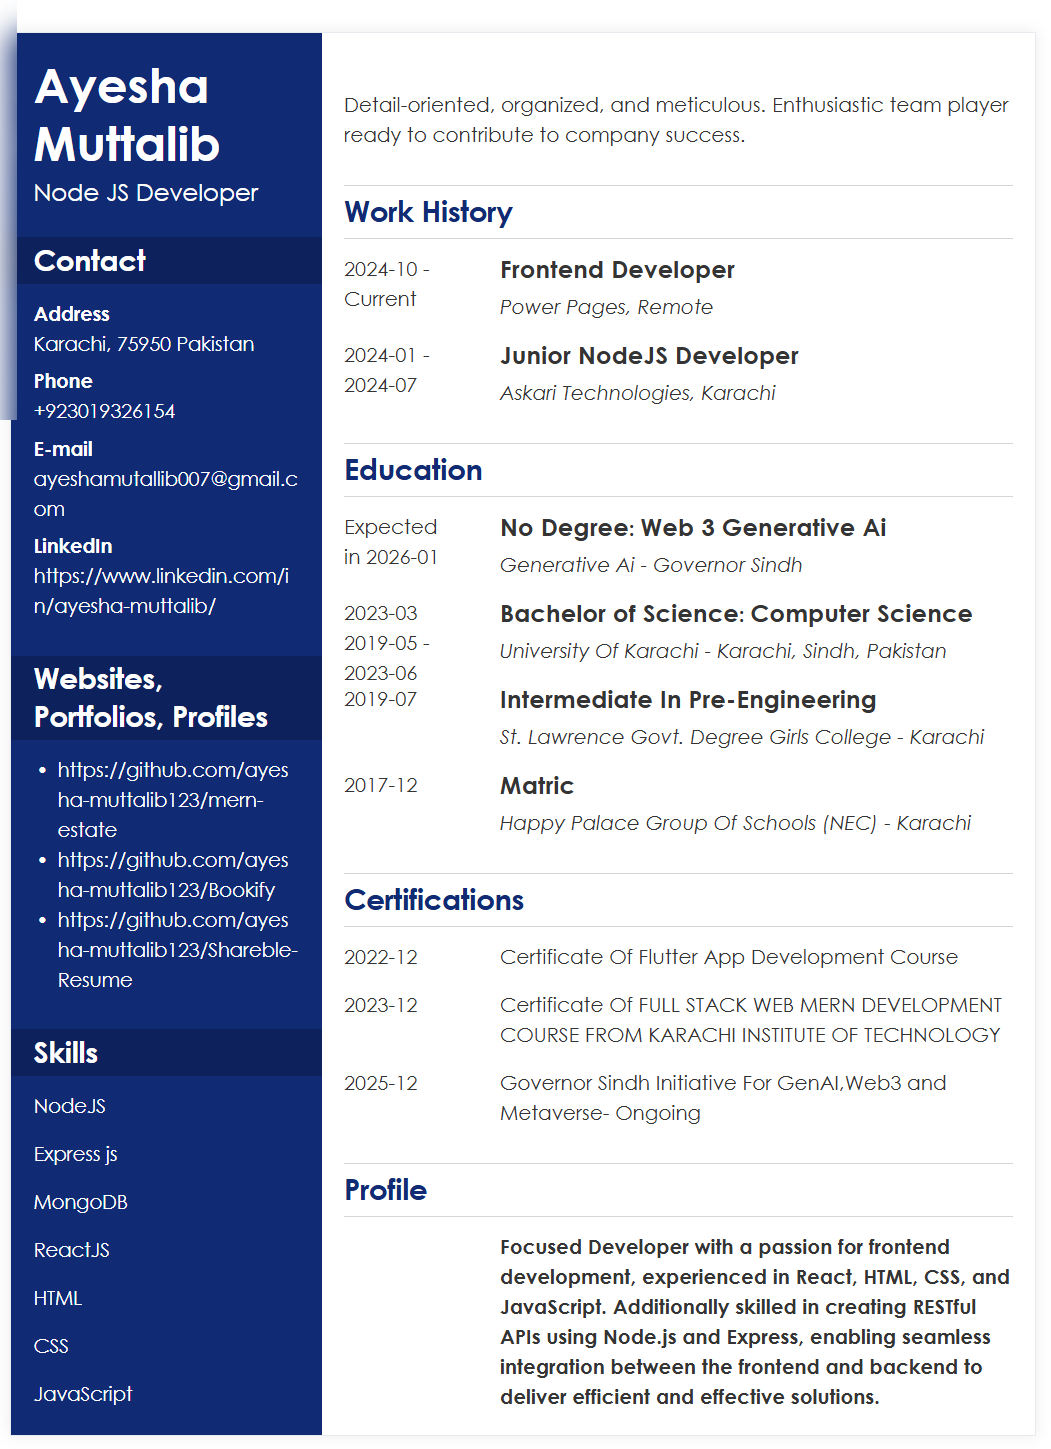 Ayesha
Muttalib
Node JS Developer
Contact
Address
Karachi, 75950 Pakistan
Phone
+923019326154
E-mail
ayeshamutallib007@gmail.c
om
LinkedIn
https://www.linkedin.com/i
n/ayesha-muttalib/
Websites,
Portfolios, Profiles
• https://github.com/ayes
ha-muttalib123/mern-
estate
• https://github.com/ayes
ha-muttalib123/Bookify
• https://github.com/ayes
ha-muttalib123/Shareble-
Resume
Skills
NodeJS
Express js
MongoDB
ReactJS
HTML
CSS
JavaScript
Detail-oriented, organized, and meticulous. Enthusiastic team player
ready to contribute to company success.
Work History
2024-10 -
Current
Frontend Developer
Power Pages, Remote
2024-01 -
2024-07
Junior NodeJS Developer
Askari Technologies, Karachi
Education
Expected
in 2026-01
No Degree: Web 3 Generative Ai
Generative Ai - Governor Sindh
2023-03
2019-05 -
2023-06
Bachelor of Science: Computer Science
University Of Karachi - Karachi, Sindh, Pakistan
2019-07
Intermediate In Pre-Engineering
St. Lawrence Govt. Degree Girls College - Karachi
2017-12
Matric
Happy Palace Group Of Schools (NEC) - Karachi
Certifications
2022-12
Certificate Of Flutter App Development Course
2023-12
Certificate Of FULL STACK WEB MERN DEVELOPMENT
COURSE FROM KARACHI INSTITUTE OF TECHNOLOGY
2025-12
Governor Sindh Initiative For GenAI,Web3 and
Metaverse- Ongoing
Profile
Focused Developer with a passion for frontend
development, experienced in React, HTML, CSS, and
JavaScript. Additionally skilled in creating RESTful
APIs using Node.js and Express, enabling seamless
integration between the frontend and backend to
deliver efficient and effective solutions.